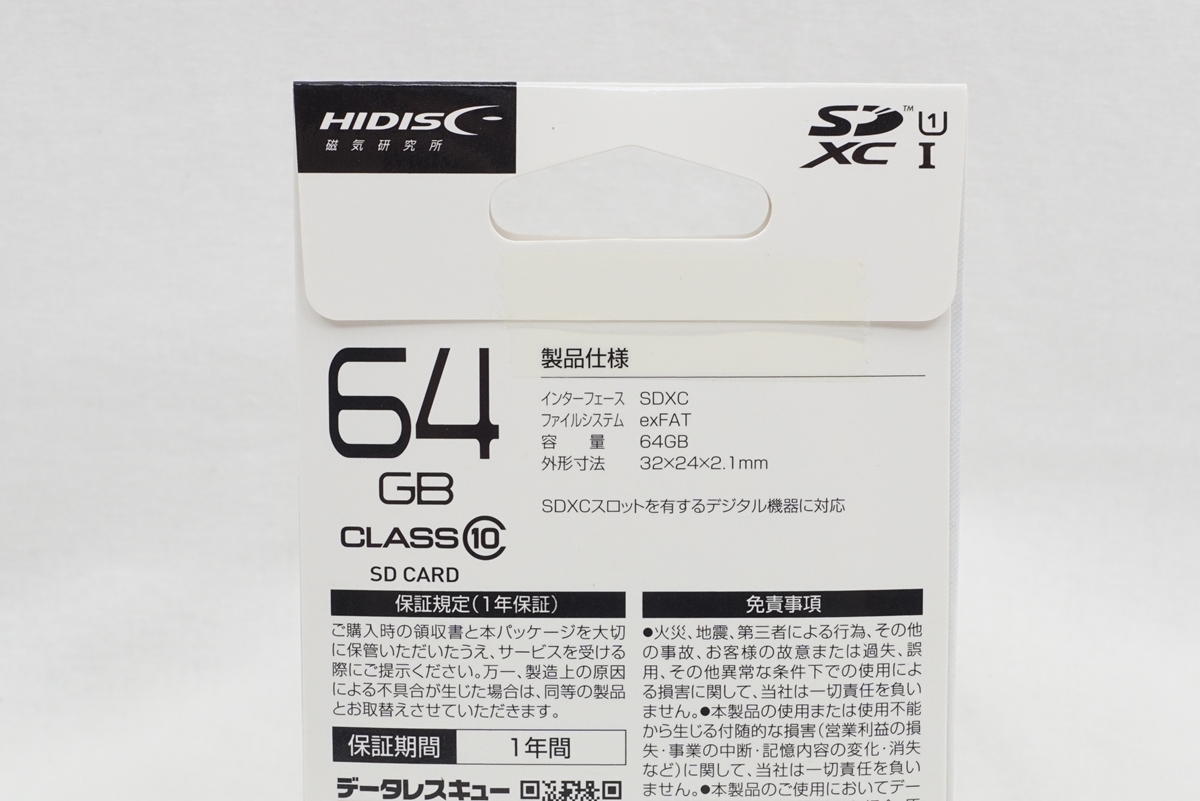 HIDISC
磁気研究所
SD™
XC I
1
64
GB
CLASS 10
SD CARD
製品仕様
インターフェース SDXC
ファイルシステム exFAT
容　量 64GB
外形寸法 32×24×2.1mm
SDXCスロットを有するデジタル機器に対応
保証規定(1年保証)
ご購入時の領収書と本パッケージを大切
に保管いただいたうえ、サービスを受ける
際にご提示ください。万一、製造上の原因
による不具合が生じた場合は、同等の製品
とお取替えさせていただきます。
保証期間 1年間
データレスキュー
免責事項
●火災、地震、第三者による行為、その他
の事故、お客様の故意または過失、誤
用、その他異常な条件下での使用によ
る損害に関して、当社は一切責任を負い
ません。●本製品の使用または使用不能
から生じる付随的な損害(営業利益の損
失・事業の中断・記憶内容の変化・消失
など)に関して、当社は一切責任を負い
ません。●本製品のご使用においてデー